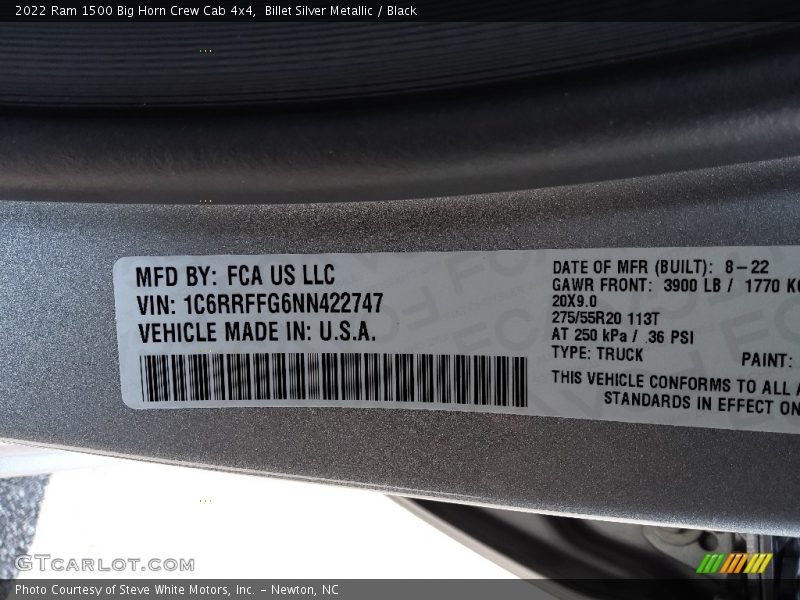 2022 Ram 1500 Big Horn Crew Cab 4x4,  Billet Silver Metallic / Black
MFD BY: FCA US LLC
VIN: 1C6RRFFG6NN422747
VEHICLE MADE IN: U.S.A.
DATE OF MFR (BUILT): 8-22
GAWR FRONT: 3900 LB / 1770 KG
20X9.0
275/55R20 113T
AT 250 kPa / 36 PSI
TYPE: TRUCK PAINT:
THIS VEHICLE CONFORMS TO ALL
STANDARDS IN EFFECT ON
GTCARLOT.COM
Photo Courtesy of Steve White Motors, Inc. – Newton, NC